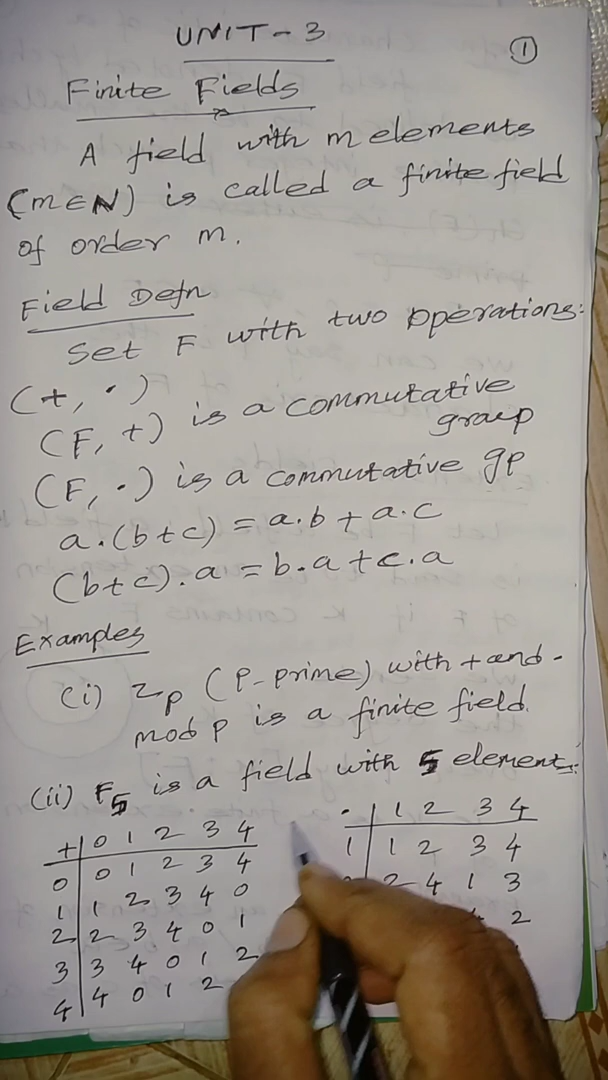 UNIT - 3
①
Finite Fields
A field with m elements
(m∈N) is called a finite field
of order m.
Field Defn
Set F with two operations:
(+, ·)
(F, +) is a commutative
group
(F, ·) is a commutative gp
a.(b+c) = a.b + a.c
(b+c).a = b.a + c.a
Examples
(i) Zp (P-prime) with + and ·
mod p is a finite field.
(ii) F5 is a field with 5 element:
+ | 0 1 2 3 4
0 | 0 1 2 3 4
1 | 1 2 3 4 0
2 | 2 3 4 0 1
3 | 3 4 0 1 2
4 | 4 0 1 2
· | 1 2 3 4
1 | 1 2 3 4
2 4 1 3
2